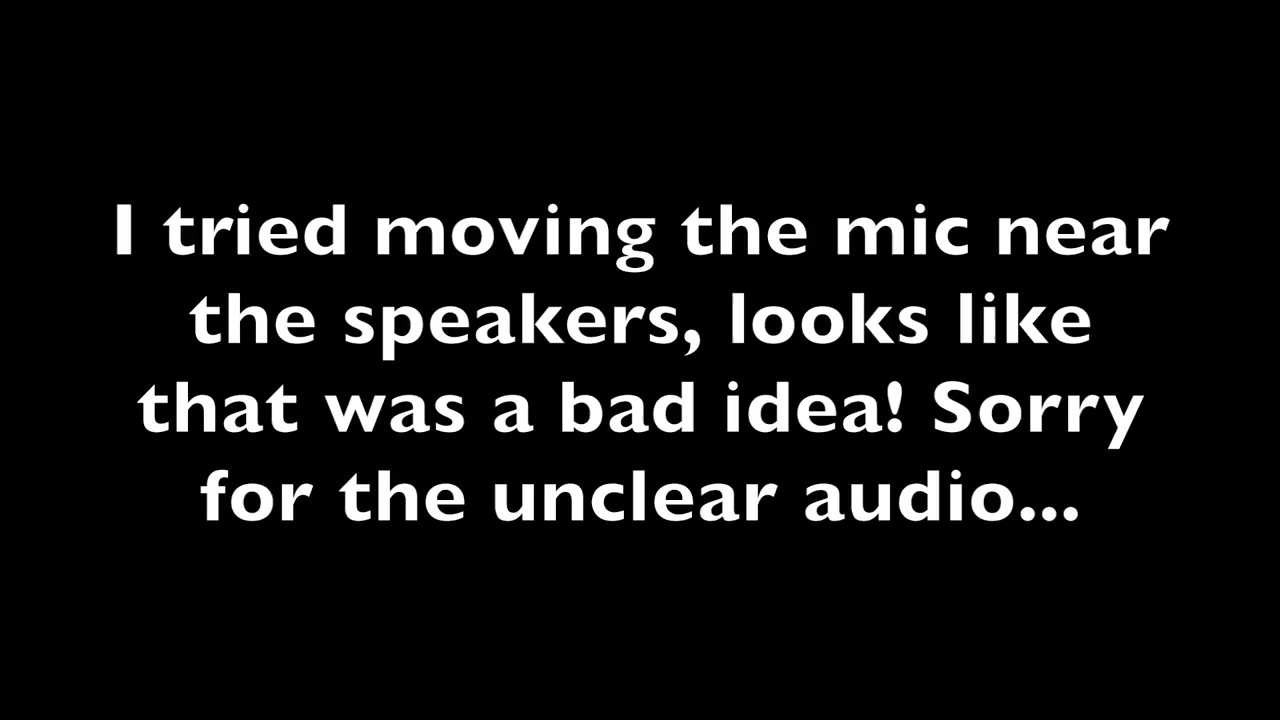 I tried moving the mic near
the speakers, looks like
that was a bad idea! Sorry
for the unclear audio...